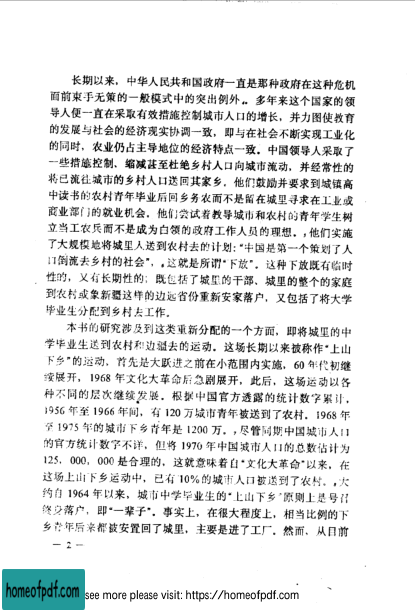 长期以来，中华人民共和国政府一直是那种政府在这种危机
面前束手无策的一般模式中的突出例外。多年来这个国家的领
导人便一直在采取有效措施控制城市人口的增长，并力图使教育
的发展与社会的经济现实协调一致，即与在社会不断实现工业化
的同时，农业仍占主导地位的经济特点一致。中国领导人采取了
一些措施控制、缩减甚至杜绝乡村人口向城市流动，并经常性的
将已流往城市的乡村人口送回其家乡，他们鼓励并要求到城镇高
中读书的农村青年毕业后回乡务农而不是留在城里寻求在工业或
商业部门的就业机会，他们尝试着教导城市和农村的青年学生树
立当工农兵而不是成为白领的政府工作人员的理想，他们实施
了大规模地将城里人送到农村去的计划：“中国是第一个策划了人
口倒流去乡村的社会”，这就是所谓“下放”。这种下放既有临时
性的，又有长期性的；既包括了城里的干部、城里的整个的家庭
到农村或象新疆这样的边远省份重新安家落户，又包括了将大学
毕业生分配到乡村去工作。
本书的研究涉及到这类重新分配的一个方面，即将城里的中
学毕业生送到农村和边疆去的运动。这场长期以来被称作“上山
下乡”的运动，首先是大跃进之前在小范围内实施，60年代初继
续展开，1968年文化大革命后急剧展开，此后，这场运动以各
种不同的层次继续发展。根据中国官方透露的统计数字累计，
1956年至1966年间，有120万城市青年被送到了农村。1968年
至1975年的城市下乡青年是1200万。尽管同期中国城市人口
的官方统计数字不详，但将1970年中国城市人口的总数估计为
125，000，000是合理的，这就意味着自“文化大革命”以来，在
这场上山下乡运动中，已有10%的城市人口被送到了农村。大
约自1964年以来，城市中学毕业生的“上山下乡”原则上是号召
终身落户，即“一辈子”。事实上，在很大程度上，相当比例的下
乡青年后来都被安置回了城里，主要是进了工厂。然而，从目前
— 2 —
homeofpdf.com
see more please visit: https://homeofpdf.com